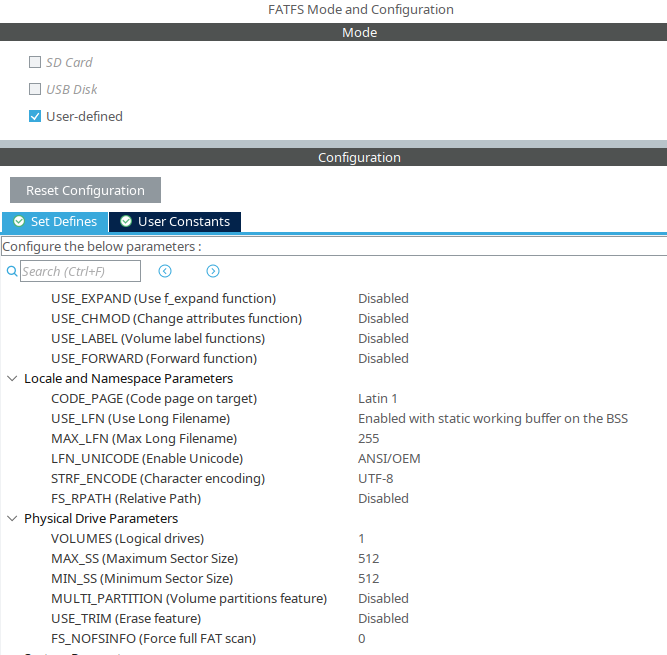 FATFS Mode and Configuration
Mode
SD Card
USB Disk
User-defined
Configuration
Reset Configuration
Set Defines User Constants
Configure the below parameters :
Search (Ctrl+F)
USE_EXPAND (Use f_expand function) Disabled
USE_CHMOD (Change attributes function) Disabled
USE_LABEL (Volume label functions) Disabled
USE_FORWARD (Forward function) Disabled
Locale and Namespace Parameters
CODE_PAGE (Code page on target) Latin 1
USE_LFN (Use Long Filename) Enabled with static working buffer on the BSS
MAX_LFN (Max Long Filename) 255
LFN_UNICODE (Enable Unicode) ANSI/OEM
STRF_ENCODE (Character encoding) UTF-8
FS_RPATH (Relative Path) Disabled
Physical Drive Parameters
VOLUMES (Logical drives) 1
MAX_SS (Maximum Sector Size) 512
MIN_SS (Minimum Sector Size) 512
MULTI_PARTITION (Volume partitions feature) Disabled
USE_TRIM (Erase feature) Disabled
FS_NOFSINFO (Force full FAT scan) 0